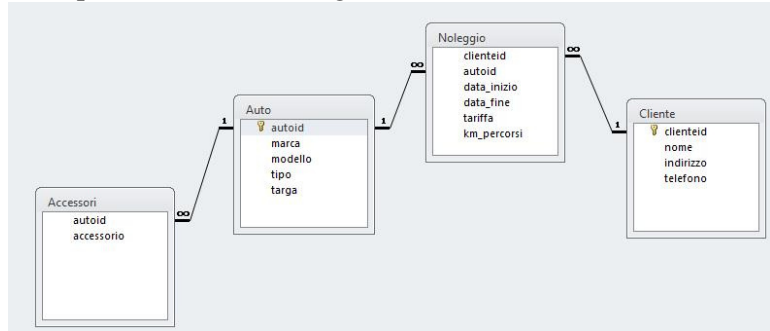 Accessori
autoid
accessorio
∞
1
Auto
autoid
marca
modello
tipo
targa
1
∞
Noleggio
clienteid
autoid
data_inizio
data_fine
tariffa
km_percorsi
∞
1
Cliente
clienteid
nome
indirizzo
telefono